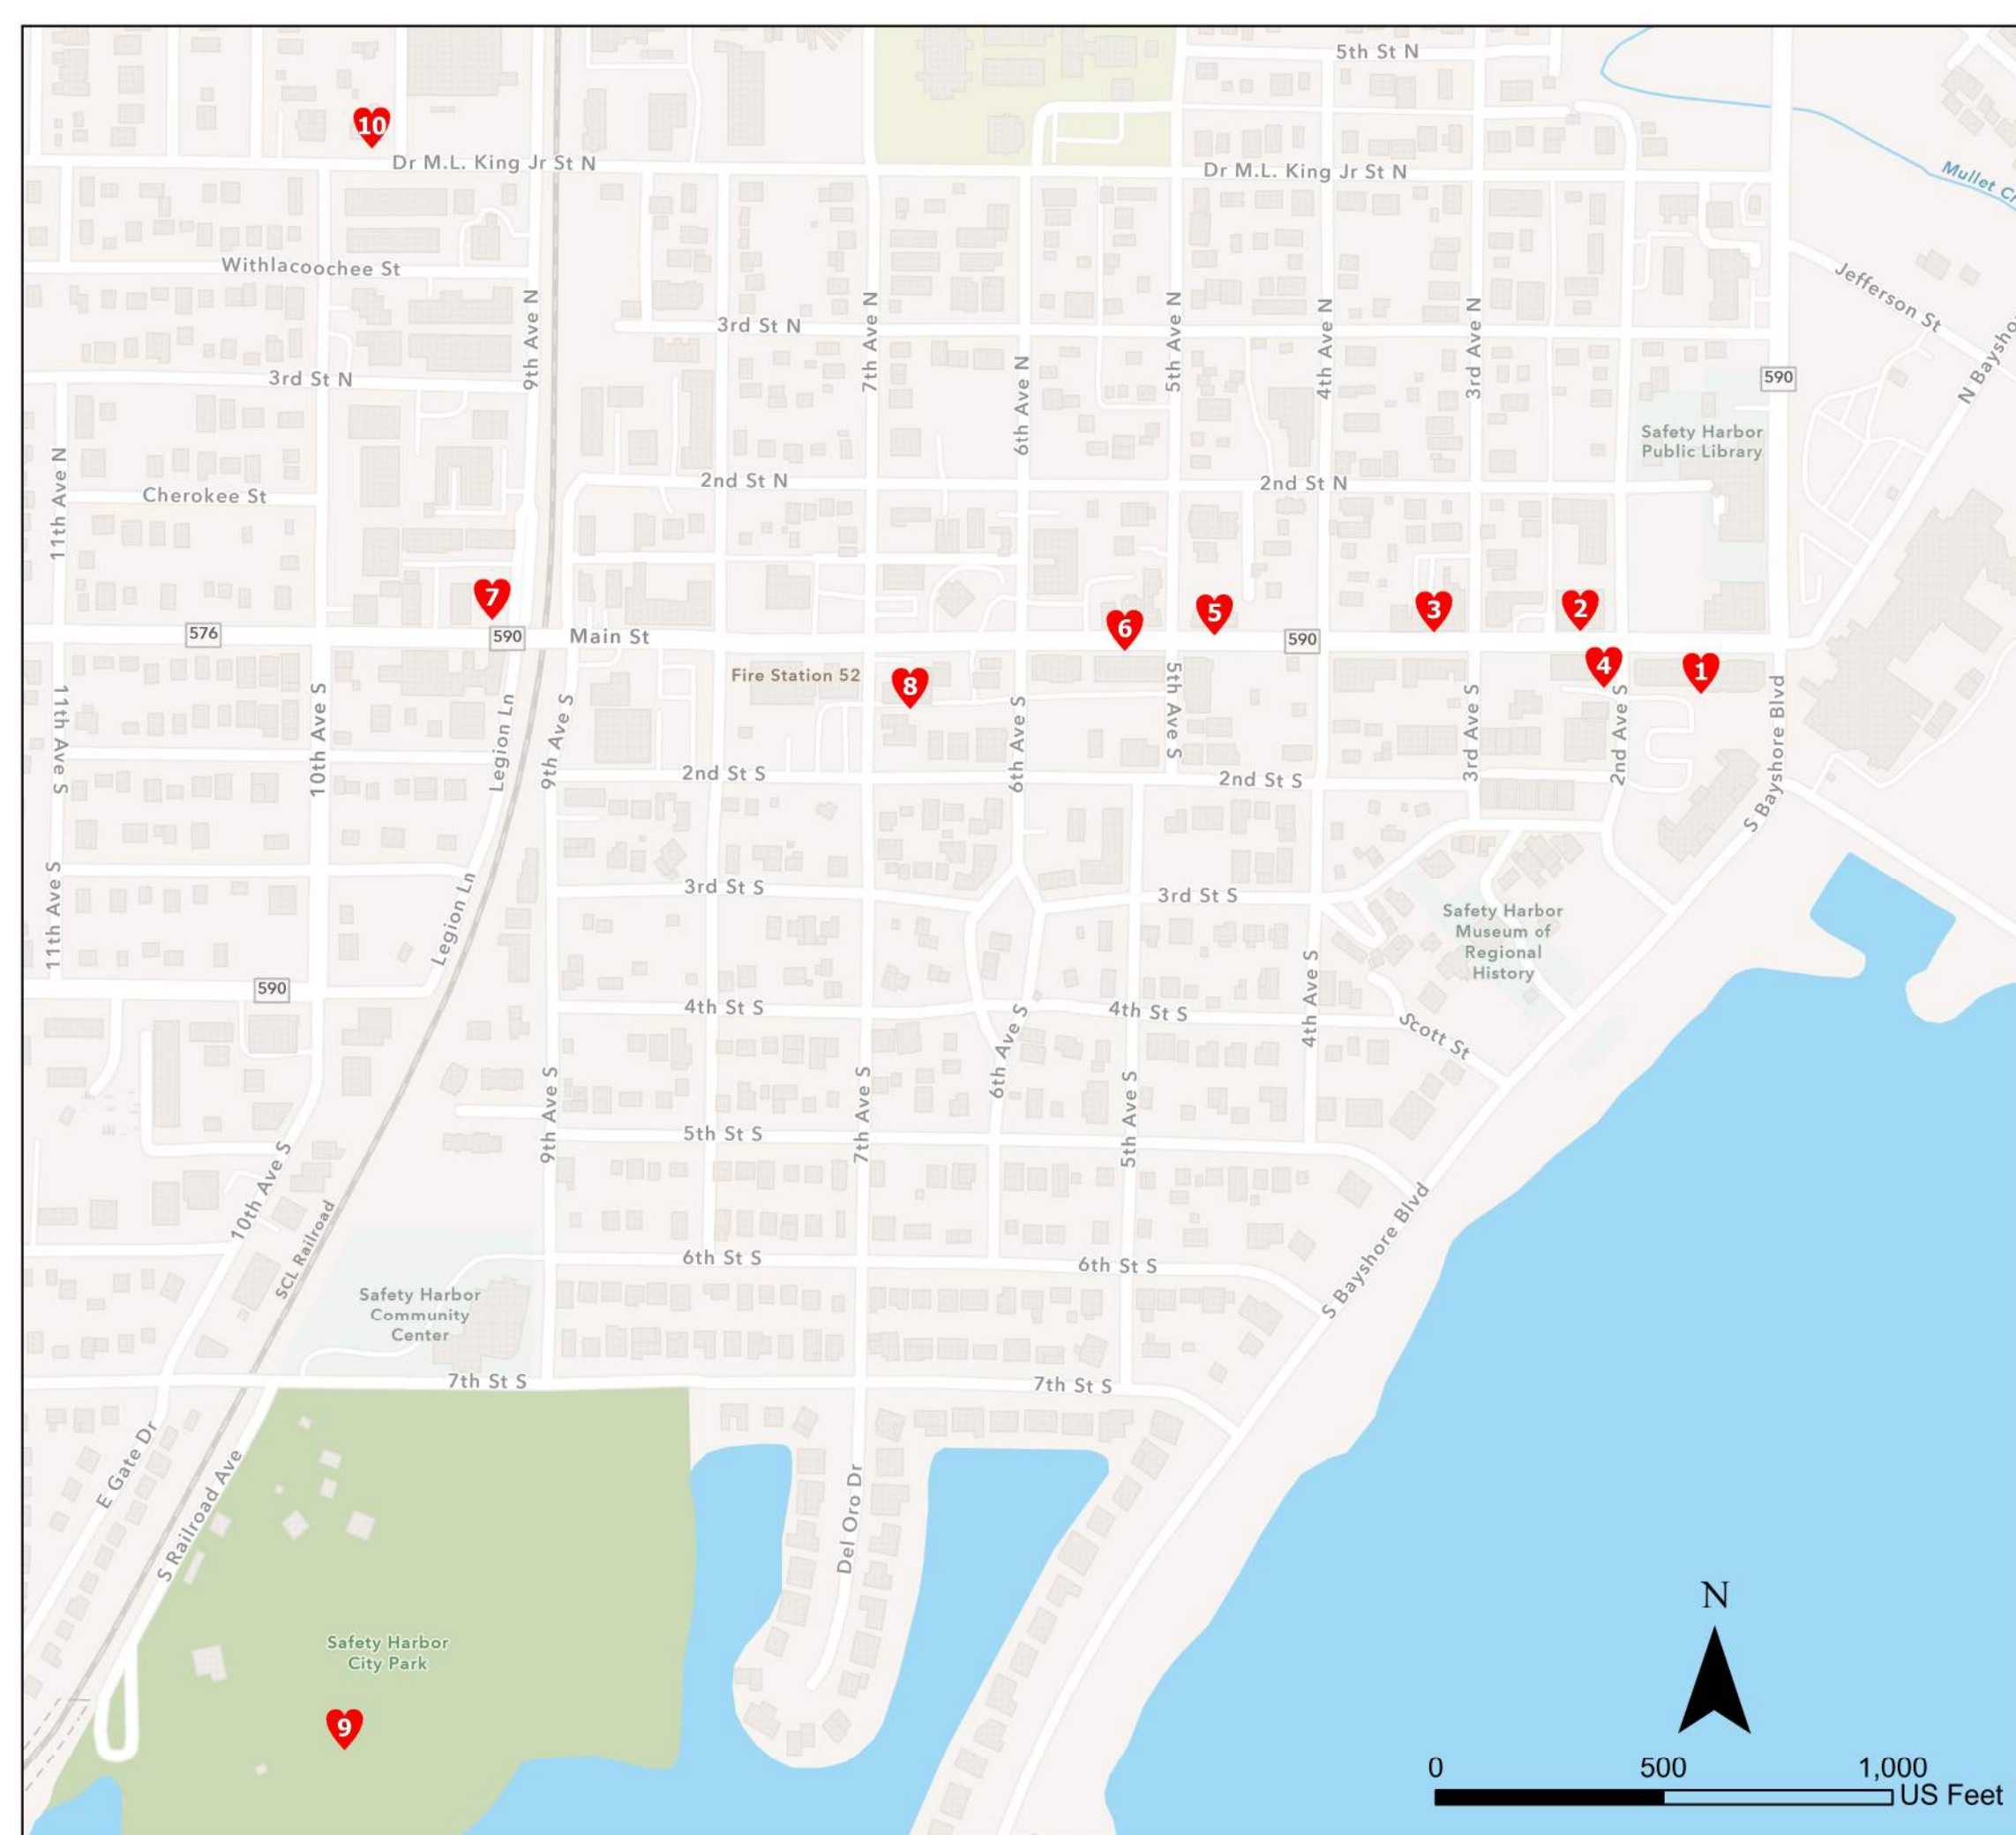 5th St N
10
Dr M.L. King Jr St N
Dr M.L. King Jr St N
Mullet Cr
Withlacoochee St
Jefferson St
3rd St N
9th Ave N
7th Ave N
5th Ave N
4th Ave N
3rd Ave N
N Baysho
3rd St N
6th Ave N
590
Safety Harbor
Public Library
11th Ave N
Cherokee St
2nd St N
2nd St N
7
6
5
3
2
576
590
Main St
590
Fire Station 52
8
4
1
11th Ave S
10th Ave S
Legion Ln
9th Ave S
6th Ave S
5th Ave S
3rd Ave S
2nd Ave S
S Bayshore Blvd
2nd St S
2nd St S
11th Ave S
Legion Ln
3rd St S
3rd St S
Safety Harbor
Museum of
Regional
History
590
4th St S
4th St S
4th Ave S
Scott St
6th Ave S
9th Ave S
7th Ave S
5th Ave S
5th St S
10th Ave S
SCL Railroad
6th St S
6th St S
S Bayshore Blvd
Safety Harbor
Community
Center
7th St S
7th St S
E Gate Dr
S Railroad Ave
Del Oro Dr
Safety Harbor
City Park
9
N
0 500 1,000
US Feet